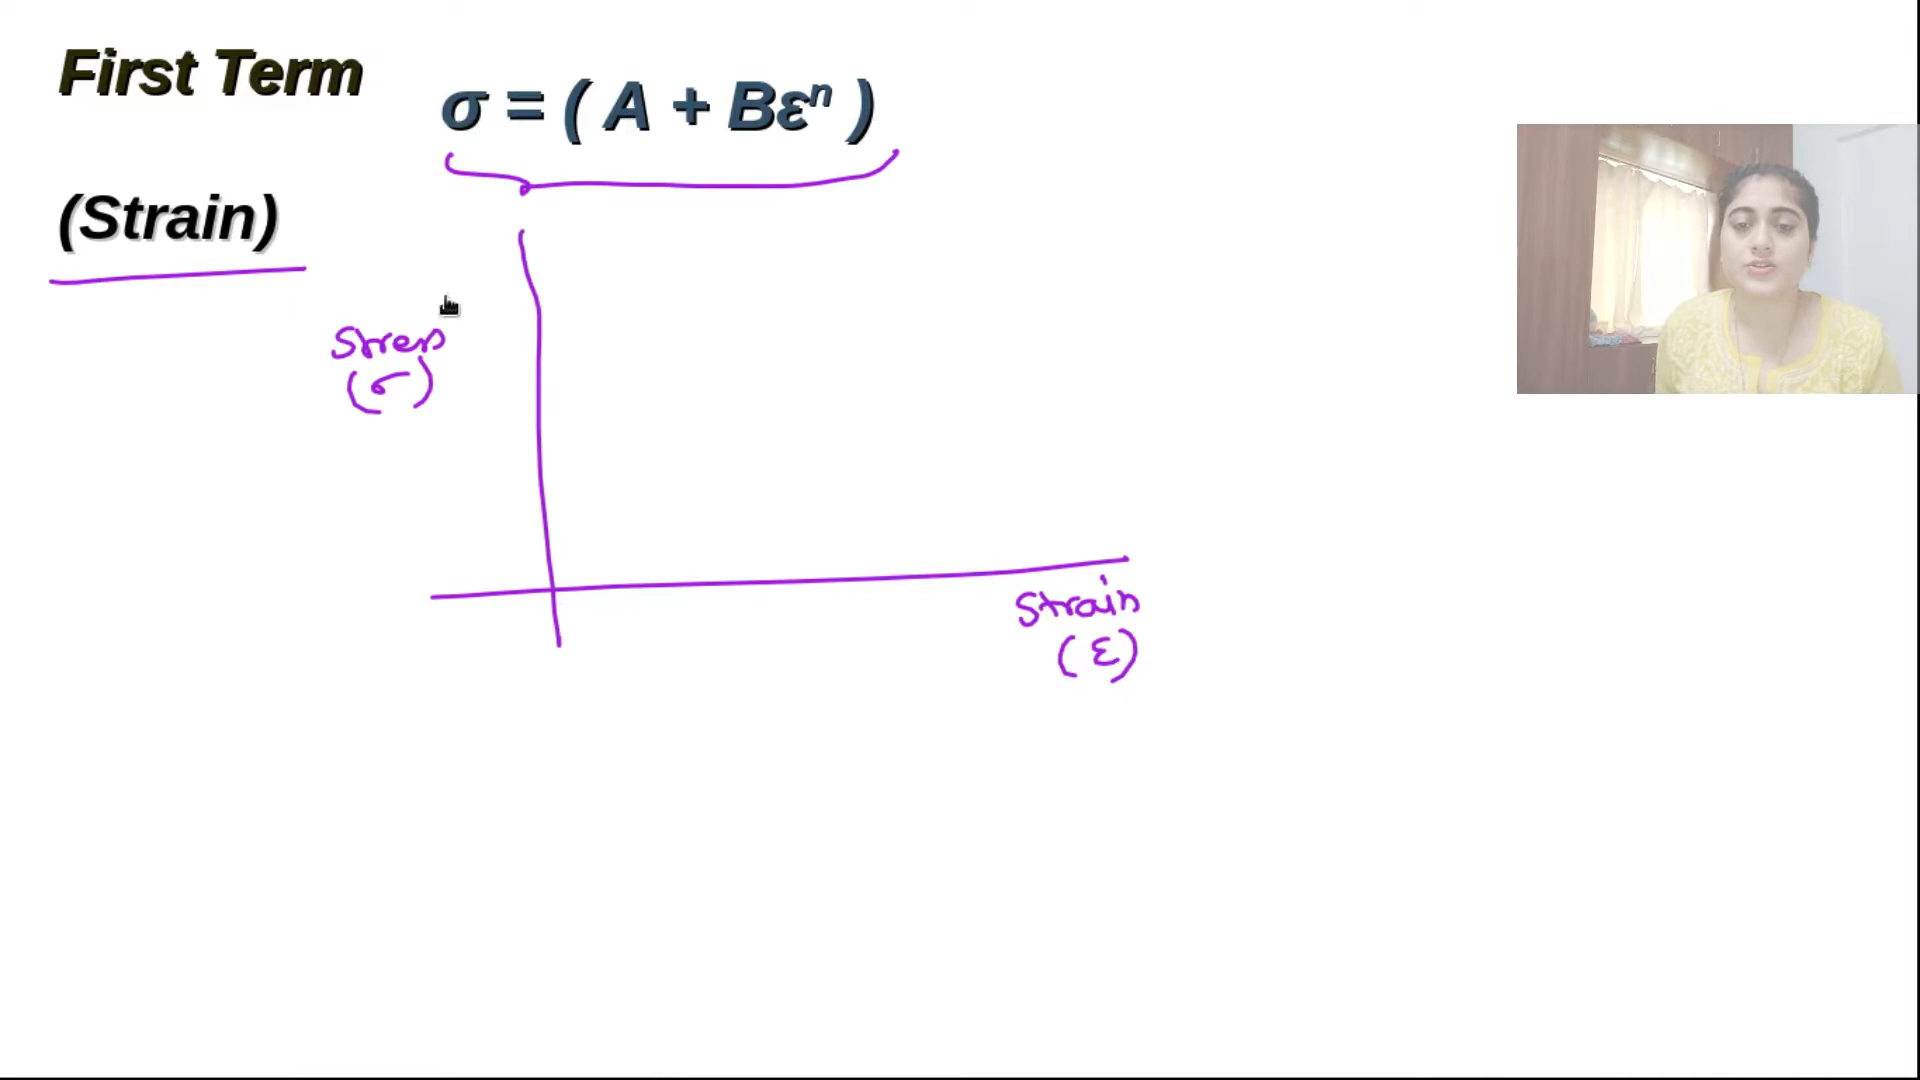 First Term
σ = ( A + Bεⁿ )
(Strain)
Stress
(σ)
Strain
(ε)